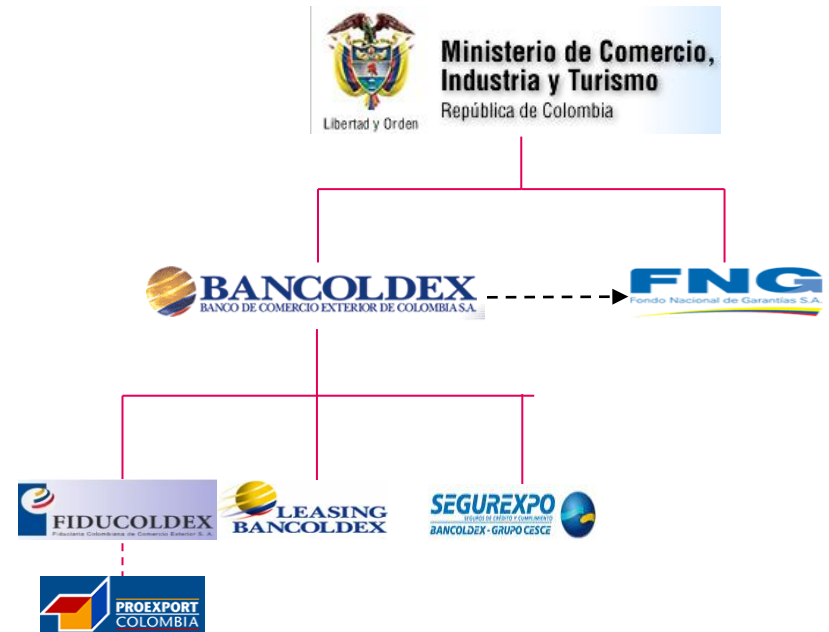 Ministerio de Comercio,
Industria y Turismo
República de Colombia
Libertad y Orden
BANCOLDEX
BANCO DE COMERCIO EXTERIOR DE COLOMBIA S.A.
FNG
Fondo Nacional de Garantías S.A.
FIDUCOLDEX
Fiduciaria Colombiana de Comercio Exterior S. A.
LEASING
BANCOLDEX
SEGUREXPO
SEGUROS DE CRÉDITO Y CUMPLIMIENTO
BANCOLDEX - GRUPO CESCE
PROEXPORT
COLOMBIA